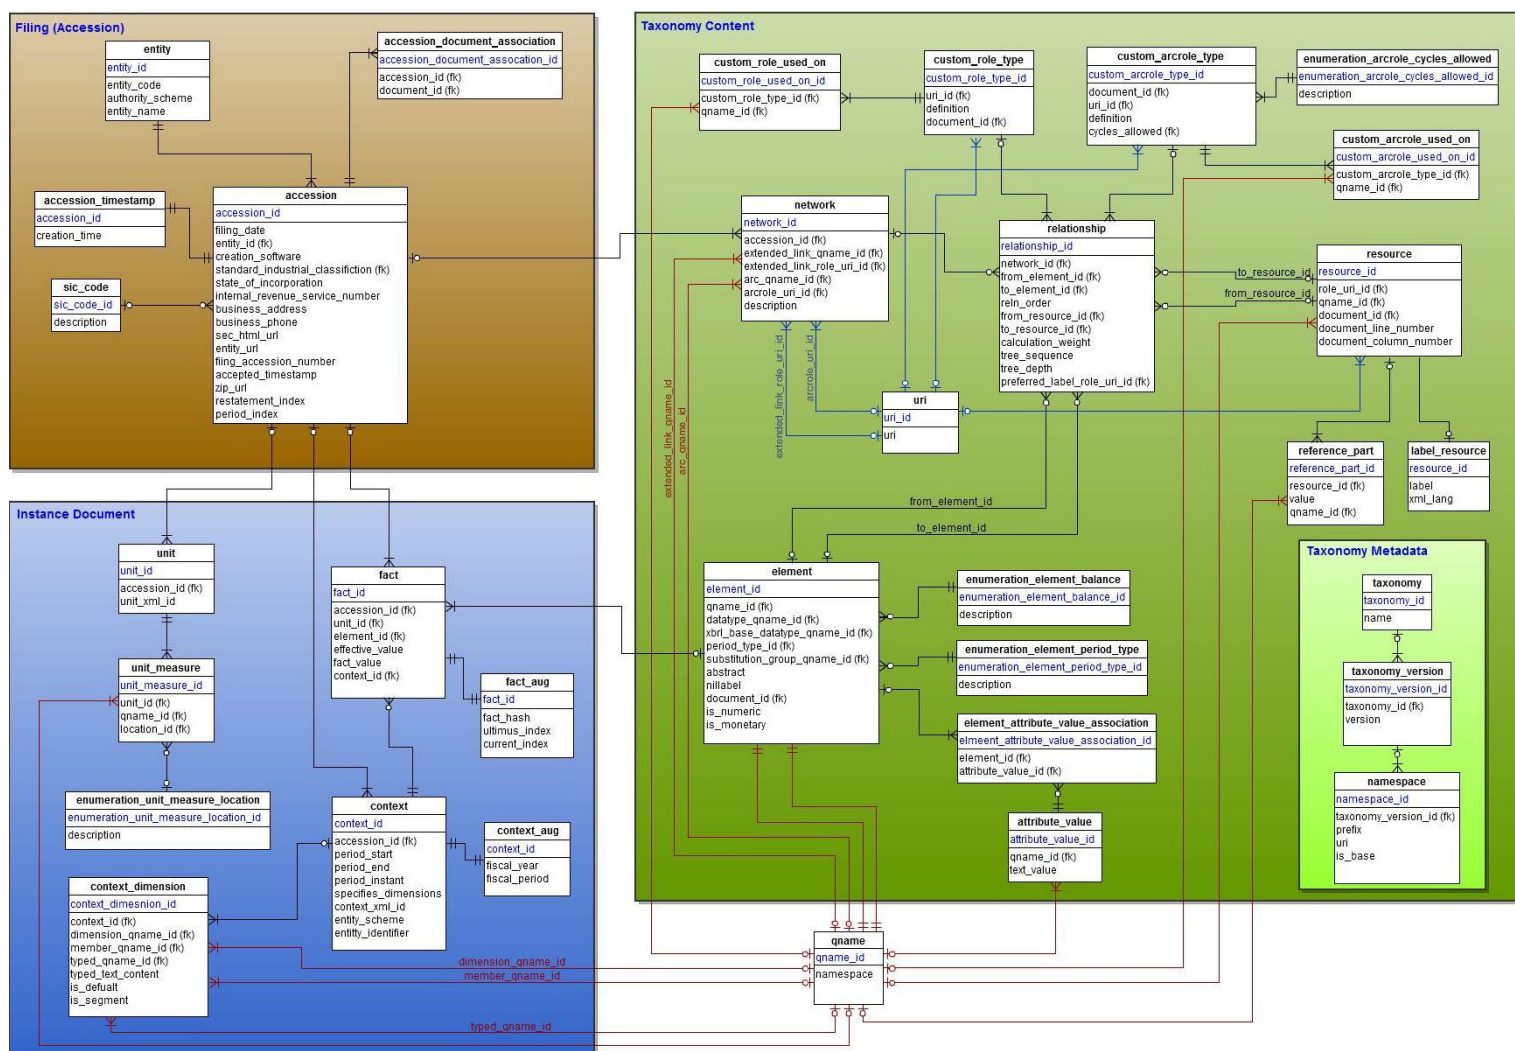 Filing (Accession)
entity
entity_id
entity_code
authority_scheme
entity_name
accession_document_association
accession_document_assocation_id
accession_id (fk)
document_id (fk)
accession_timestamp
accession_id
creation_time
sic_code
sic_code_id
description
accession
accession_id
filing_date
entity_id (fk)
creation_software
standard_industrial_classifiction (fk)
state_of_incorporation
internal_revenue_service_number
business_address
business_phone
sec_html_url
entity_url
fiing_accession_number
accepted_timestamp
zip_url
restatement_index
period_index
Instance Document
unit
unit_id
accession_id (fk)
unit_xml_id
unit_measure
unit_measure_id
unit_id (fk)
qname_id (fk)
location_id (fk)
enumeration_unit_measure_location
enumeration_unit_measure_location_id
description
fact
fact_id
accession_id (fk)
unit_id (fk)
element_id (fk)
effective_value
fact_value
context_id (fk)
fact_aug
fact_id
fact_hash
ultimus_index
current_index
context
context_id
accession_id (fk)
period_start
period_end
period_instant
specifies_dimensions
context_xml_id
entity_scheme
entitty_identifier
context_aug
context_id
fiscal_year
fiscal_period
context_dimension
context_dimesnion_id
context_id (fk)
dimension_qname_id (fk)
member_qname_id (fk)
typed_qname_id (fk)
typed_text_content
is_defualt
is_segment
dimension_qname_id
member_qname_id
typed_qname_id
Taxonomy Content
custom_role_used_on
custom_role_used_on_id
custom_role_type_id (fk)
qname_id (fk)
custom_role_type
custom_role_type_id
uri_id (fk)
definition
document_id (fk)
custom_arcrole_type
custom_arcrole_type_id
document_id (fk)
uri_id (fk)
definition
cycles_allowed (fk)
enumeration_arcrole_cycles_allowed
enumeration_arcrole_cycles_allowed_id
description
custom_arcrole_used_on
custom_arcrole_used_on_id
custom_arcrole_type_id (fk)
qname_id (fk)
network
network_id
accession_id (fk)
extended_link_qname_id (fk)
extended_link_role_uri_id (fk)
arc_qname_id (fk)
arcrole_uri_id (fk)
description
relationship
relationship_id
network_id (fk)
from_element_id (fk)
to_element_id (fk)
reln_order
from_resource_id (fk)
to_resource_id (fk)
calculation_weight
tree_sequence
tree_depth
preferred_label_role_uri_id (fk)
to_resource_id
from_resource_id
resource
resource_id
role_uri_id (fk)
qname_id (fk)
document_id (fk)
document_line_number
document_column_number
extended_link_qname_id
arc_qname_id
extended_link_role_uri_id
arcrole_uri_id
uri
uri_id
uri
reference_part
reference_part_id
resource_id (fk)
value
qname_id (fk)
label_resource
resource_id
label
xml_lang
from_element_id
to_element_id
element
element_id
qname_id (fk)
datatype_qname_id (fk)
xbrl_base_datatype_qname_id (fk)
period_type_id (fk)
substitution_group_qname_id (fk)
abstract
nillabel
document_id (fk)
is_numeric
is_monetary
enumeration_element_balance
enumeration_element_balance_id
description
enumeration_element_period_type
enumeration_element_period_type_id
description
element_attribute_value_association
elmeent_attribute_value_association_id
element_id (fk)
attribute_value_id (fk)
attribute_value
attribute_value_id
qname_id (fk)
text_value
Taxonomy Metadata
taxonomy
taxonomy_id
name
taxonomy_version
taxonomy_version_id
taxonomy_id (fk)
version
namespace
namespace_id
taxonomy_version_id (fk)
prefix
uri
is_base
qname
qname_id
namespace